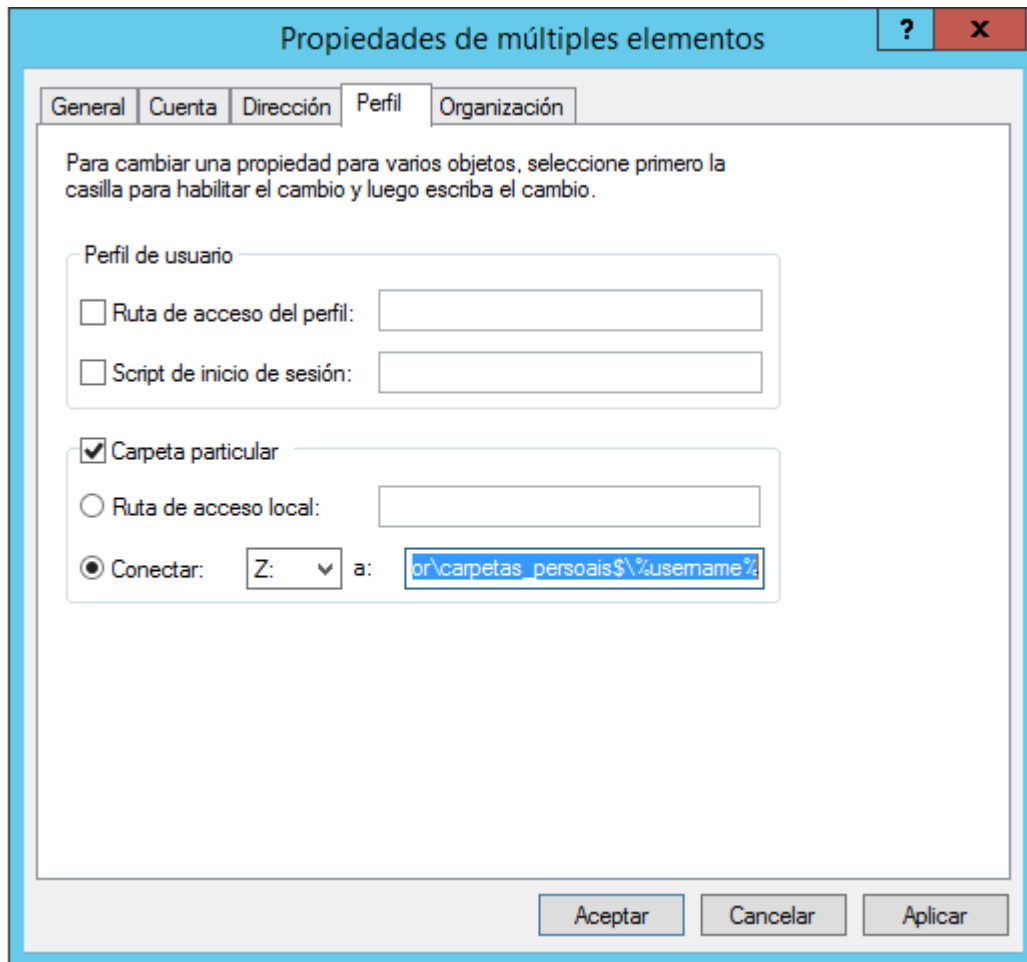 Propiedades de múltiples elementos
?
x
General Cuenta Dirección Perfil Organización
Para cambiar una propiedad para varios objetos, seleccione primero la
casilla para habilitar el cambio y luego escriba el cambio.
Perfil de usuario
Ruta de acceso del perfil:
Script de inicio de sesión:
Carpeta particular
Ruta de acceso local:
Conectar: Z: a: or\carpetas_persoais$\%username%
Aceptar Cancelar Aplicar